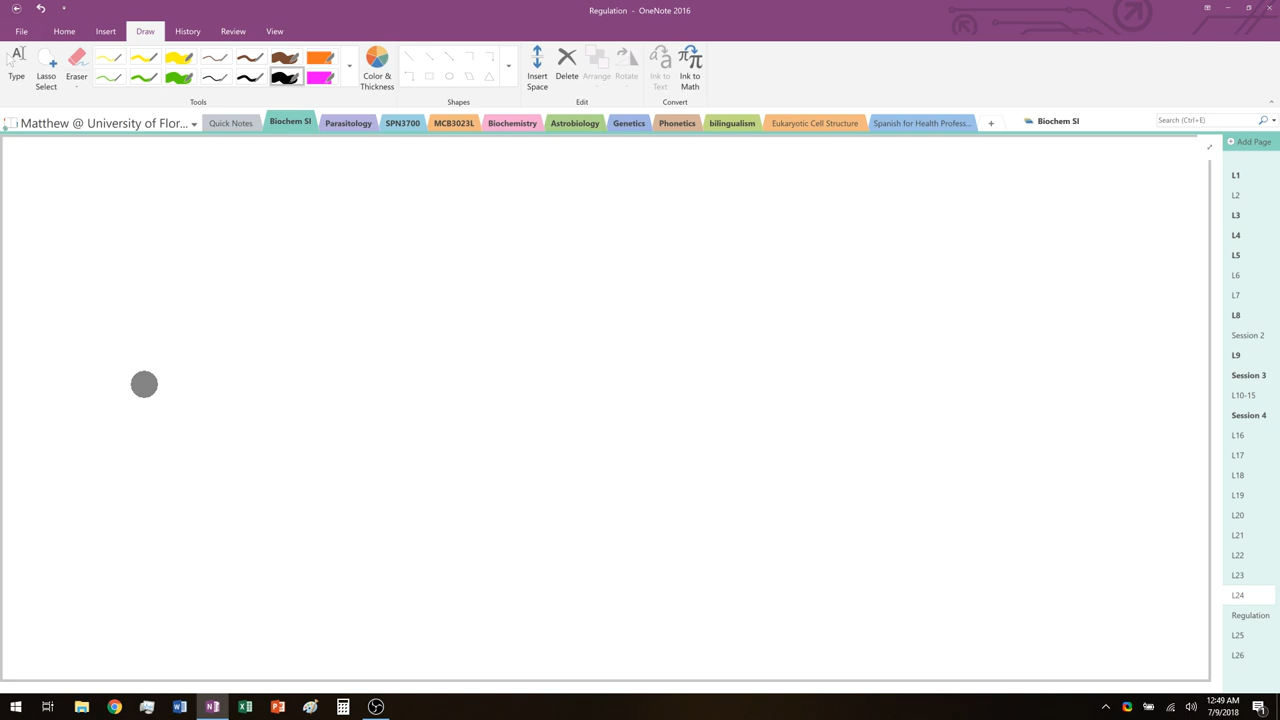 Regulation - OneNote 2016
File Home Insert Draw History Review View
Type
Lasso Select
Eraser
Color & Thickness
Insert Space
Delete
Arrange
Rotate
Ink to Text
Ink to Math
Tools Shapes Edit Convert
Matthew @ University of Flor... Quick Notes Biochem SI Parasitology SPN3700 MCB3023L Biochemistry Astrobiology Genetics Phonetics bilingualism Eukaryotic Cell Structure Spanish for Health Profess... + Biochem SI Search (Ctrl+E)
Add Page
L1
L2
L3
L4
L5
L6
L7
L8
Session 2
L9
Session 3
L10-15
Session 4
L16
L17
L18
L19
L20
L21
L22
L23
L24
Regulation
L25
L26
12:49 AM
7/9/2018